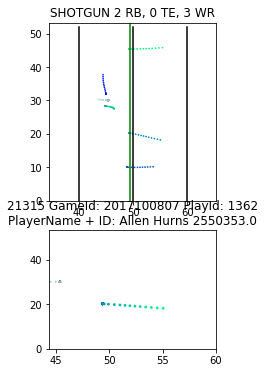 SHOTGUN 2 RB, 0 TE, 3 WR
50
40
30
20
10
0
40 50 60
21315 GameId: 2017100807 PlayId: 1362
PlayerName + ID: Allen Hurns 2550353.0
40
20
0
45 50 55 60